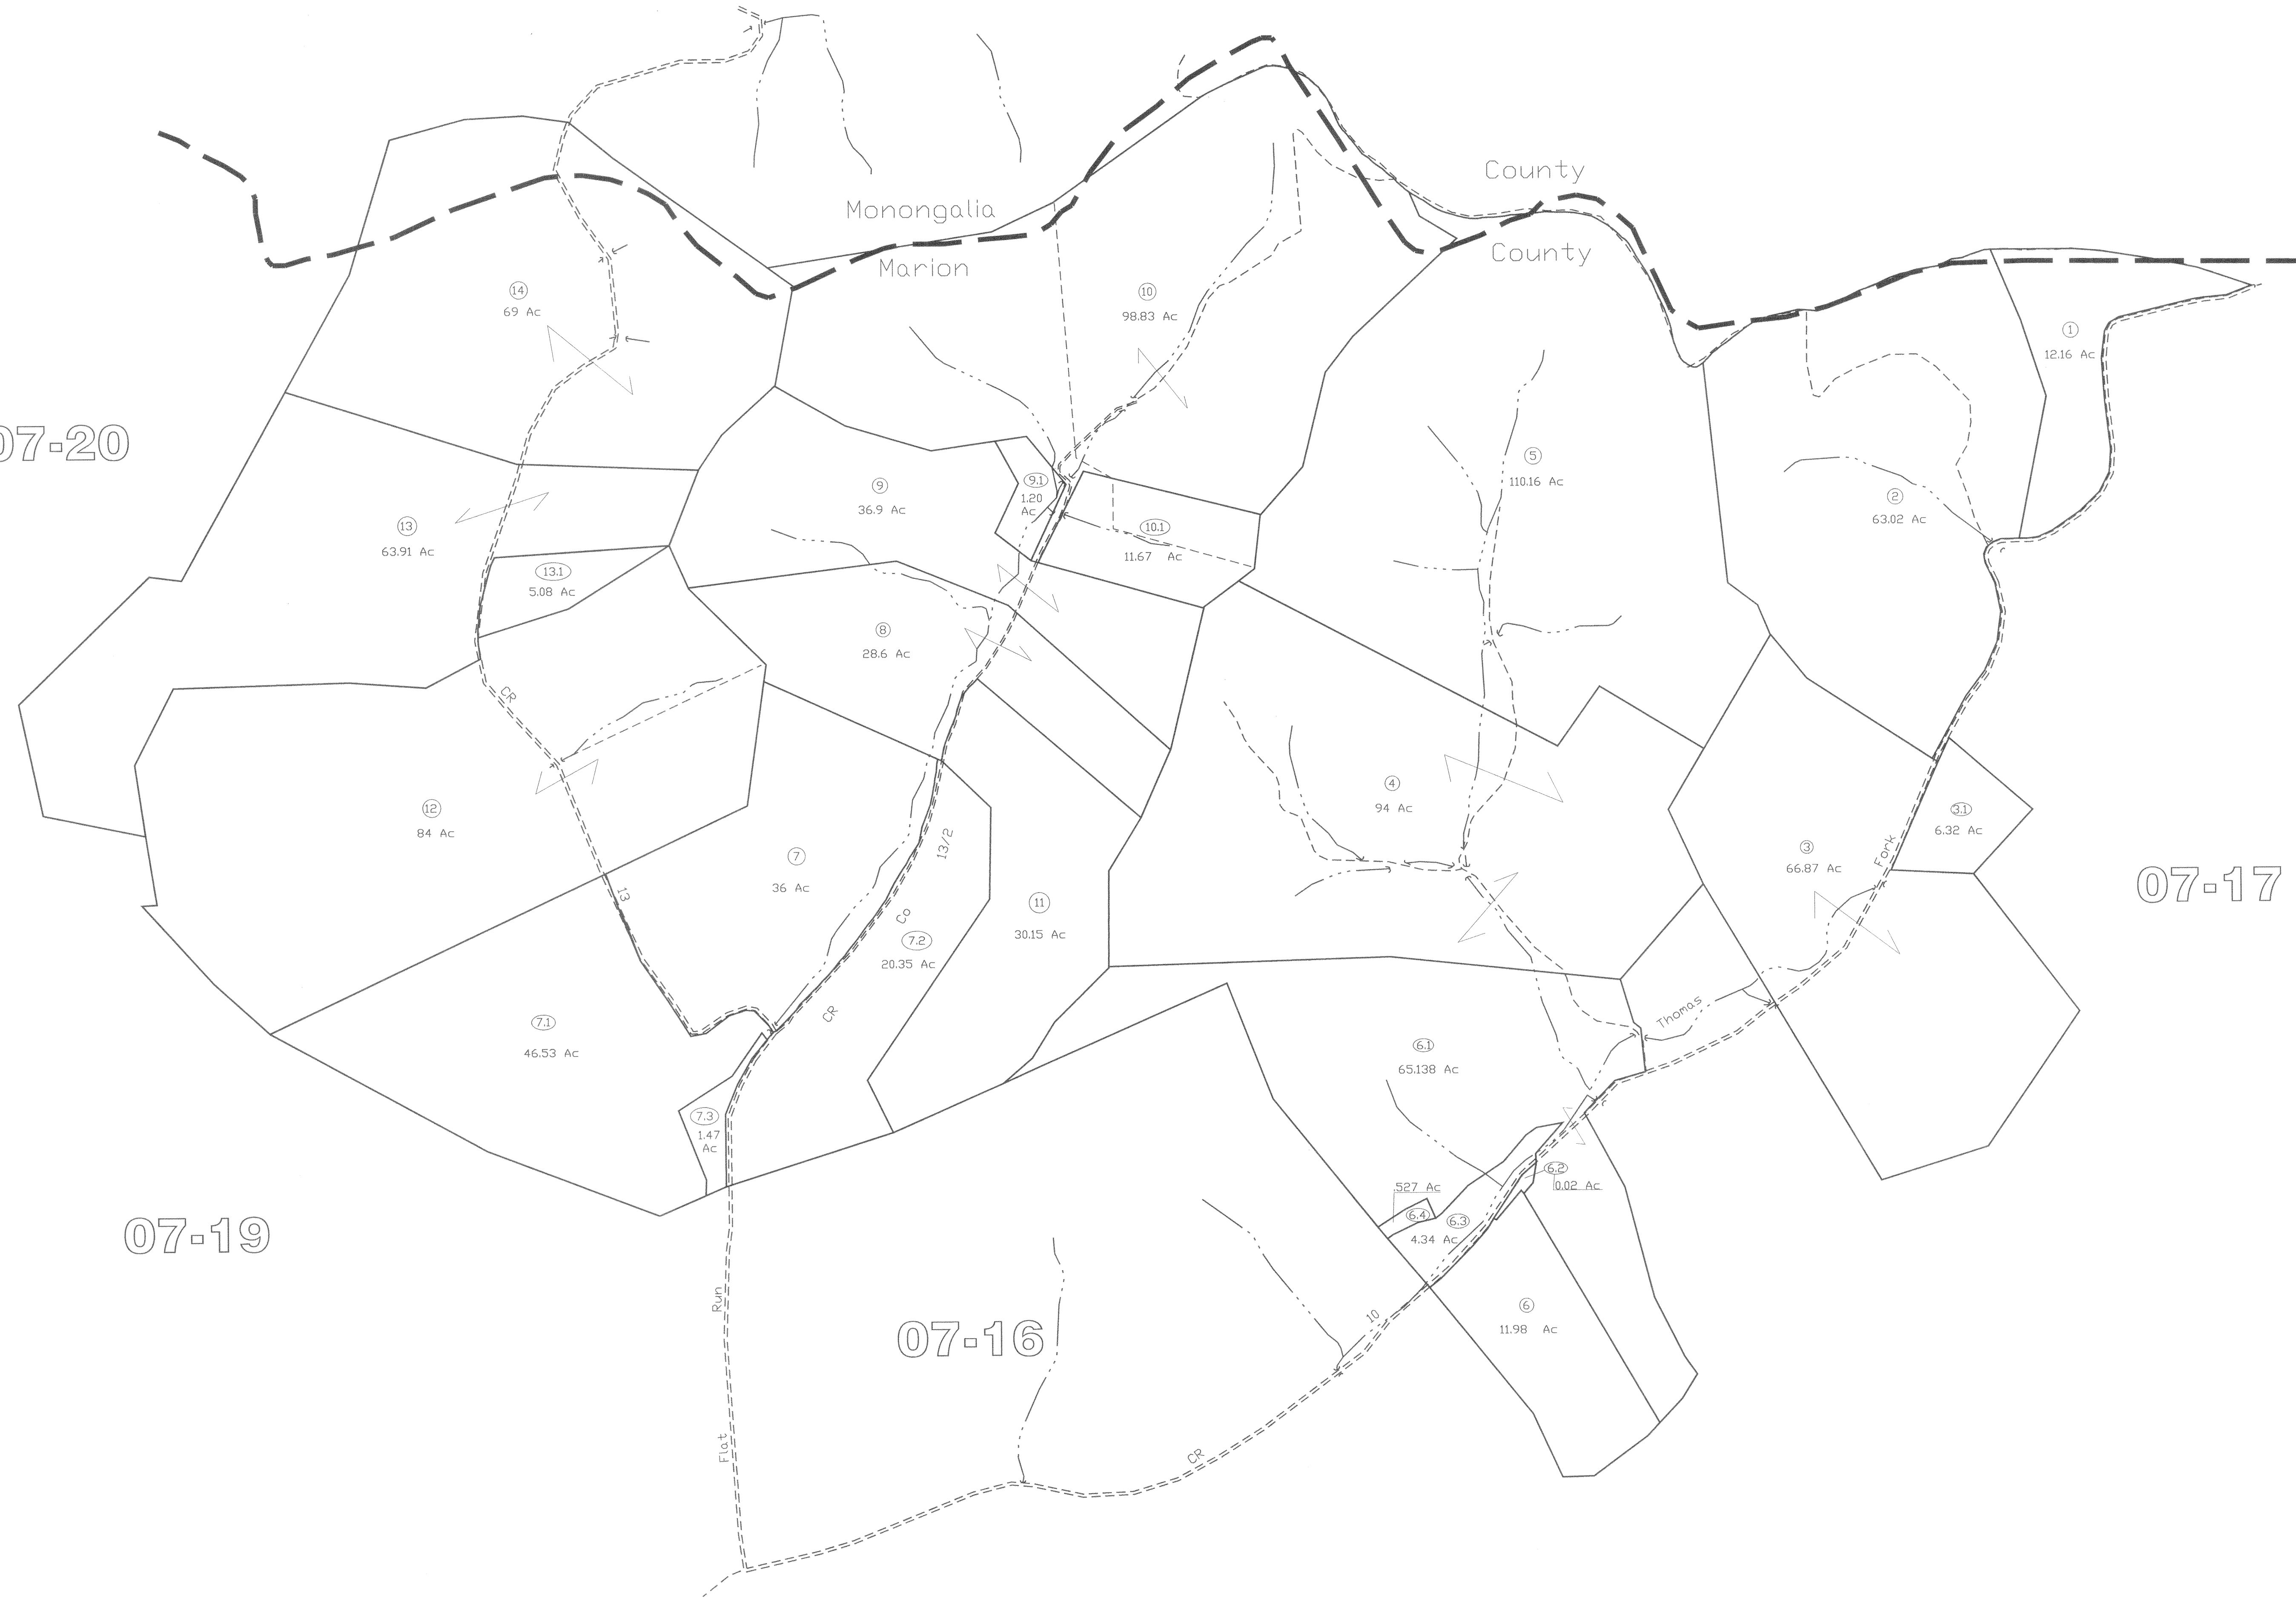 County
Monongalia
County
Marion
14
69 Ac
10
98.83 Ac
1
12.16 Ac
07-20
5
110.16 Ac
9
36.9 Ac
9.1
1.20
Ac
2
63.02 Ac
13
63.91 Ac
10.1
11.67 Ac
13.1
5.08 Ac
8
28.6 Ac
CR
4
94 Ac
12
84 Ac
3.1
6.32 Ac
13/2
3
66.87 Ac
Fork
7
36 Ac
07-17
13
11
30.15 Ac
Co
7.2
20.35 Ac
CR
Thomas
7.1
46.53 Ac
6.1
65.138 Ac
7.3
1.47
Ac
6.2
0.02 Ac
.527 Ac
6.4
6.3
4.34 Ac
07-19
Run
6
11.98 Ac
10
07-16
Flat
CR